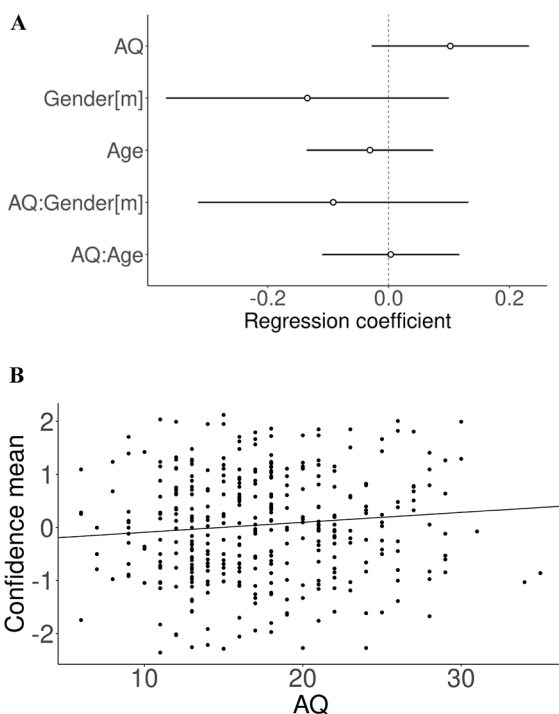 A
AQ
Gender[m]
Age
AQ:Gender[m]
AQ:Age
-0.2 0.0 0.2
Regression coefficient
B
Confidence mean
2
1
0
-1
-2
10 20 30
AQ